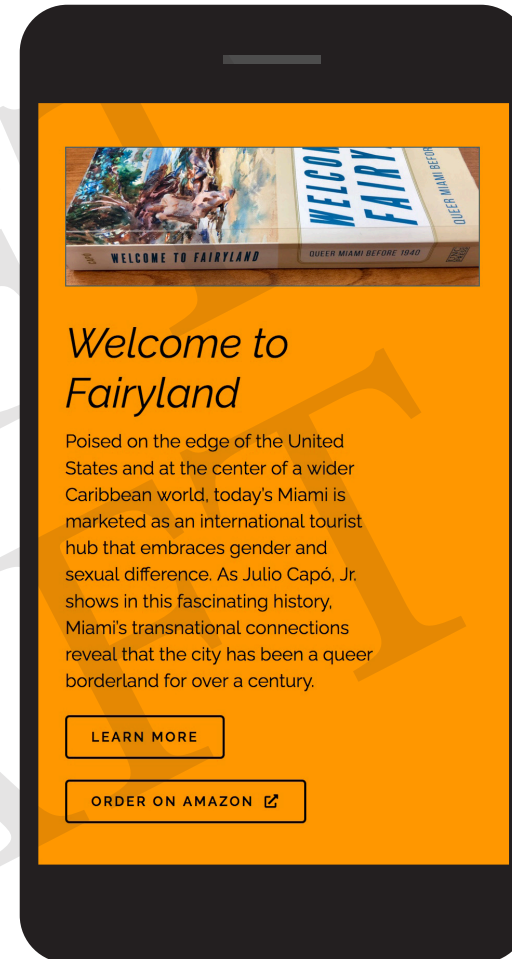 WELCOM
FAIRY
QUEER MIAMI BEFOR
WELCOME TO FAIRYLAND
QUEER MIAMI BEFORE 1940
Welcome to
Fairyland
Poised on the edge of the United
States and at the center of a wider
Caribbean world, today's Miami is
marketed as an international tourist
hub that embraces gender and
sexual difference. As Julio Capó, Jr.
shows in this fascinating history,
Miami's transnational connections
reveal that the city has been a queer
borderland for over a century.
LEARN MORE
ORDER ON AMAZON